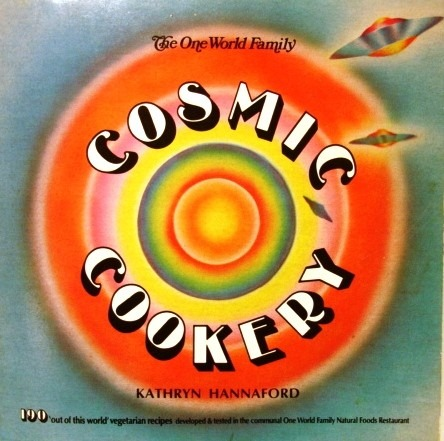 The One World Family
COSMIC
COOKERY
KATHRYN HANNAFORD
190 'out of this world' vegetarian recipes developed & tested in the communal One World Family Natural Foods Restaurant